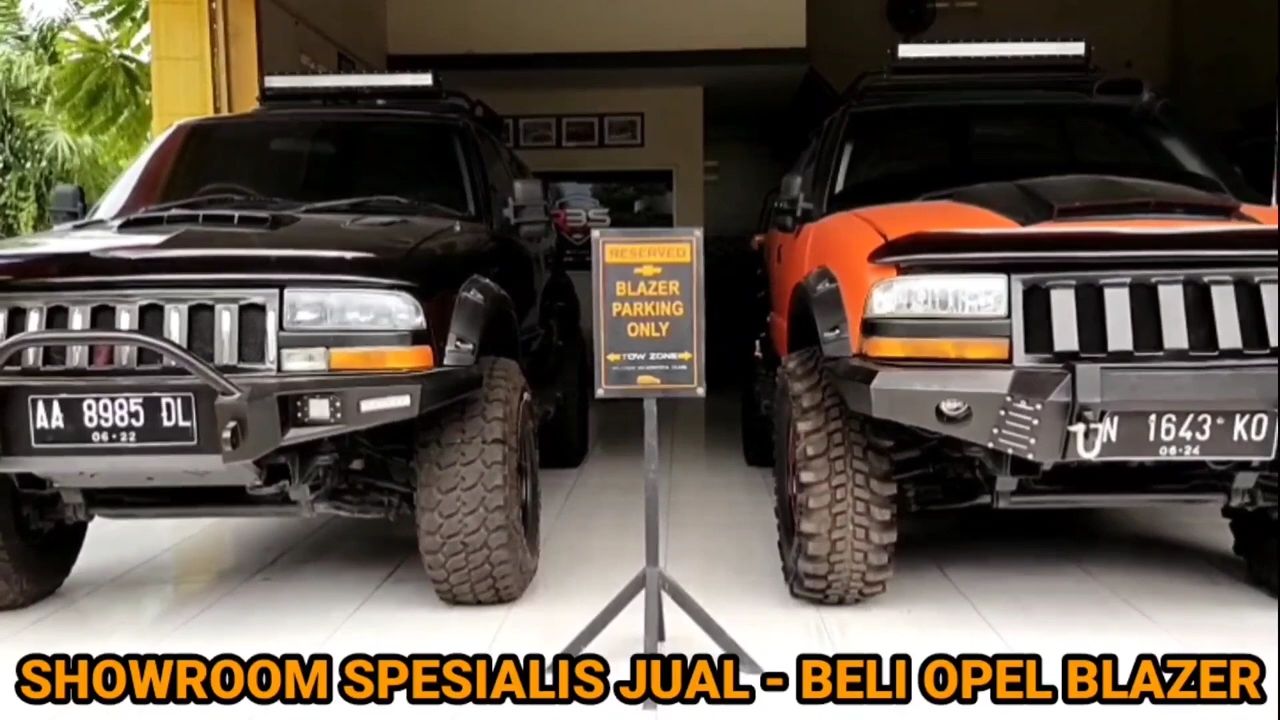 RBS
RESERVED
BLAZER
PARKING
ONLY
TOW ZONE
AA 8985 DL
06·22
N 1643 KO
06·24
SHOWROOM SPESIALIS JUAL - BELI OPEL BLAZER